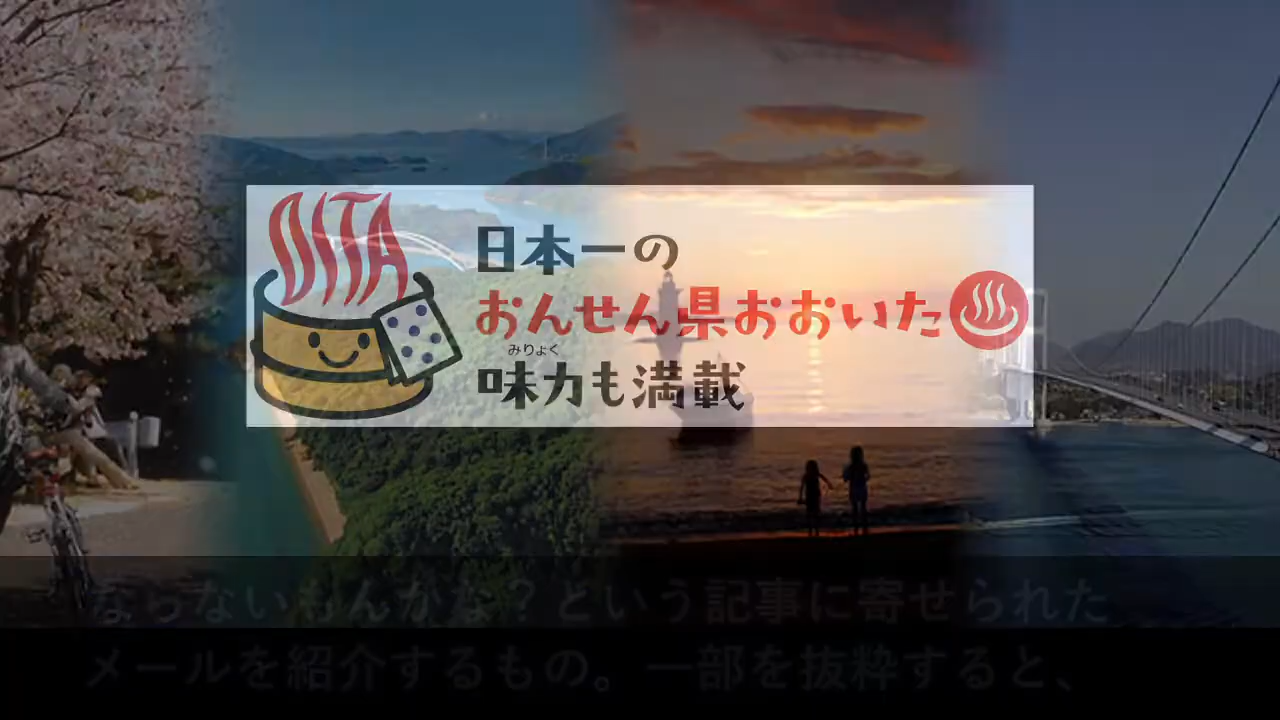 OITA
日本一の
おんせん県おおいた
みりょく
味力も満載
ならないもんかな？という記事に寄せられた
メールを紹介するもの。一部を抜粋すると、